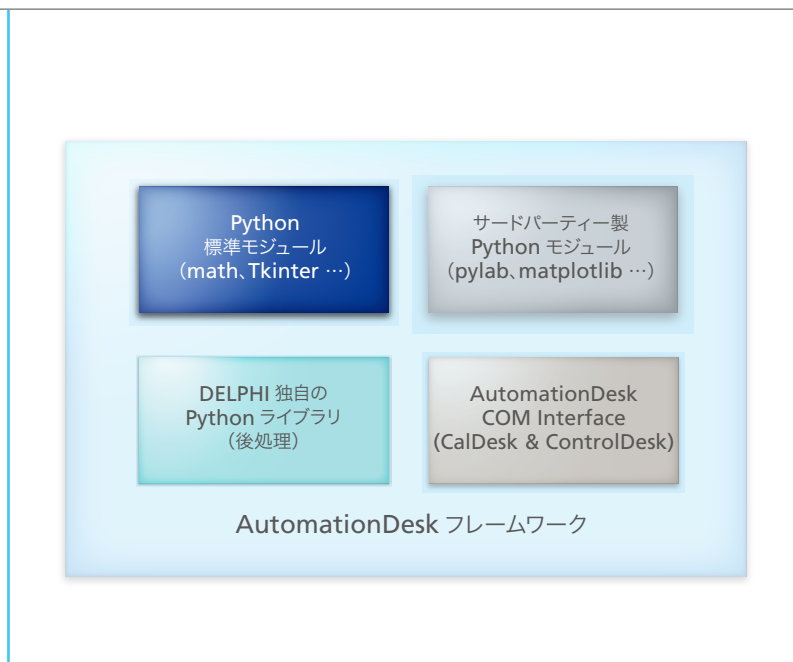 Python
標準モジュール
（math、Tkinter …）
サードパーティー製
Python モジュール
（pylab、matplotlib …）
DELPHI 独自の
Python ライブラリ
（後処理）
AutomationDesk
COM Interface
(CalDesk & ControlDesk)
AutomationDesk フレームワーク